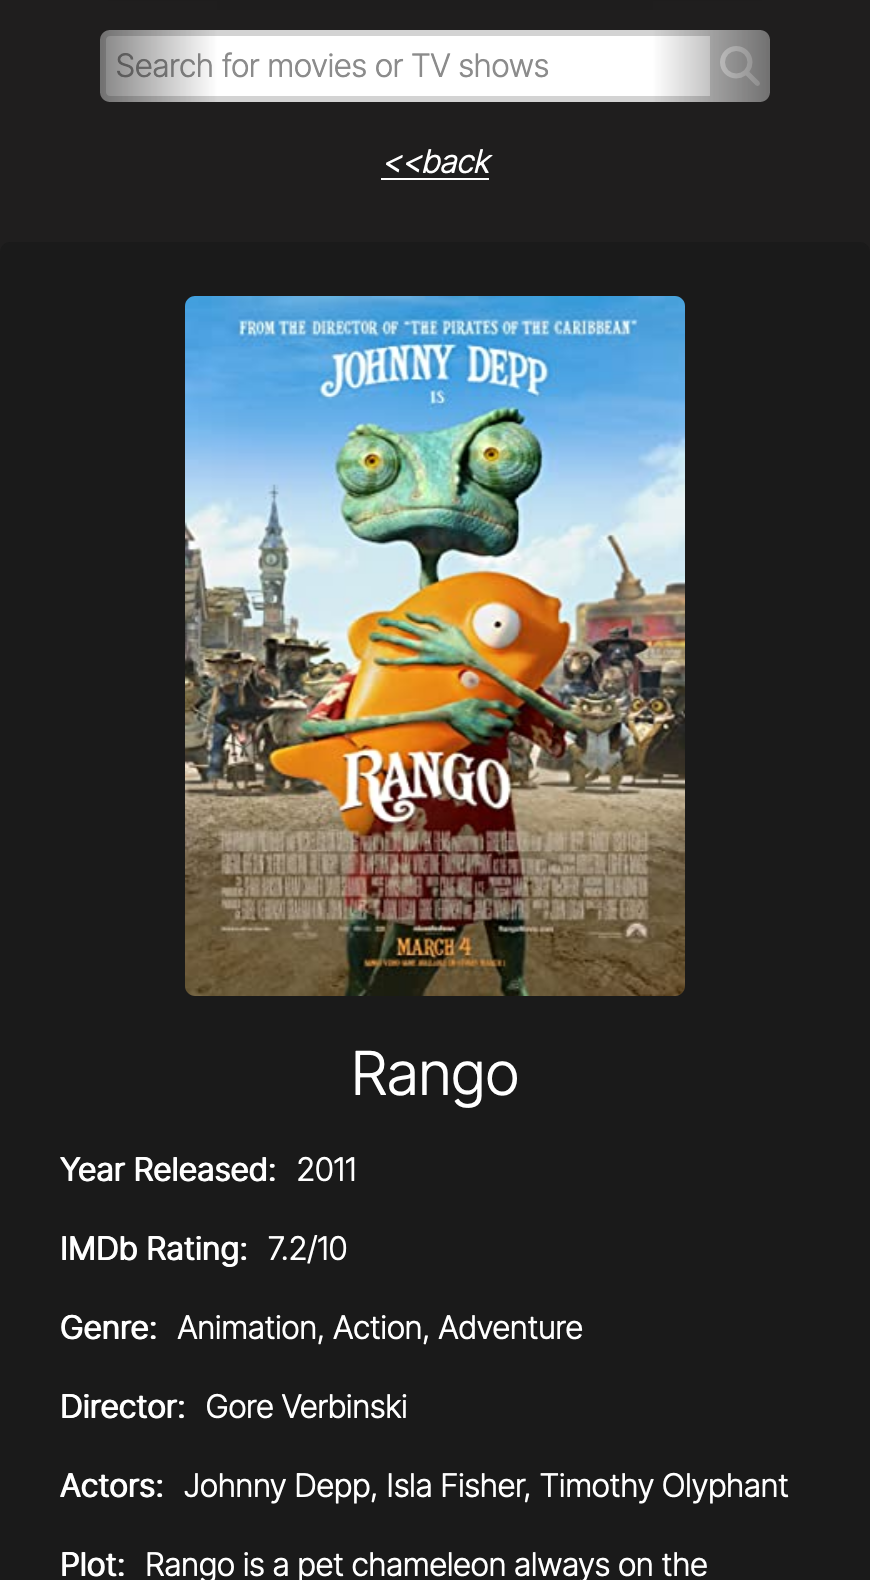 Search for movies or TV shows
<<back
FROM THE DIRECTOR OF "THE PIRATES OF THE CARIBBEAN"
JOHNNY DEPP
IS
RANGO
MARCH 4
Rango
Year Released: 2011
IMDb Rating: 7.2/10
Genre: Animation, Action, Adventure
Director: Gore Verbinski
Actors: Johnny Depp, Isla Fisher, Timothy Olyphant
Plot: Rango is a pet chameleon always on the